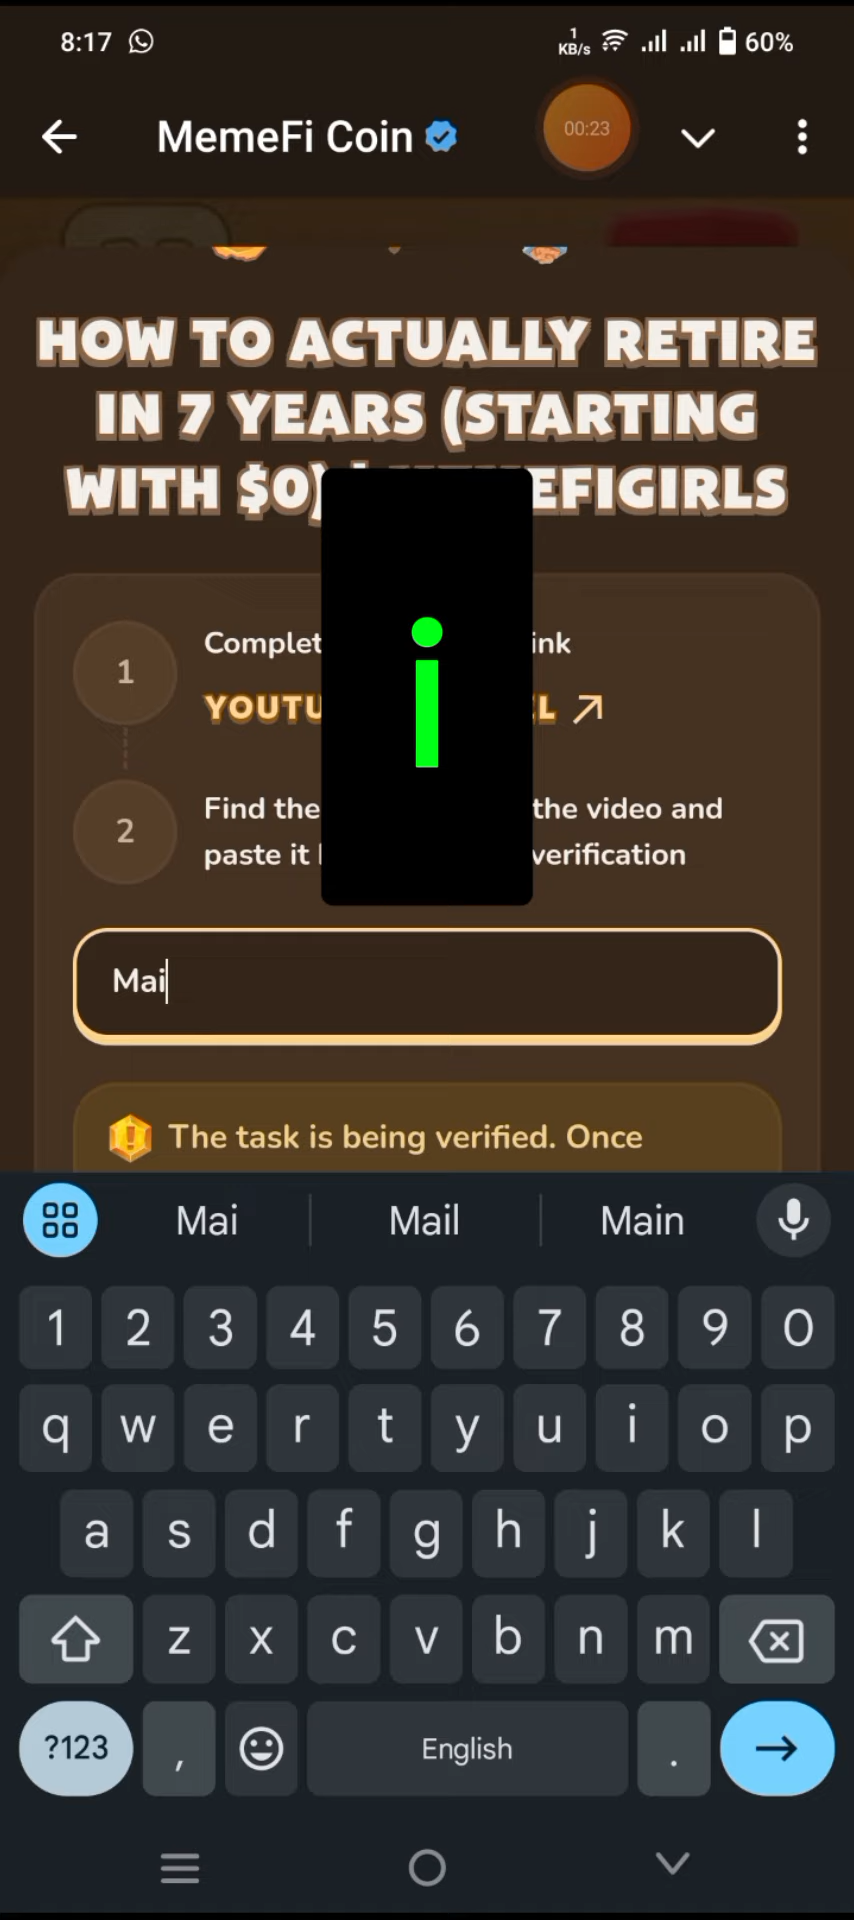 8:17
1
KB/s
60%
MemeFi Coin
00:23
HOW TO ACTUALLY RETIRE
IN 7 YEARS (STARTING
WITH $0) EFIGIRLS
1
Complet ink
YOUTU L
i
2
Find the the video and
paste it verification
Mai
The task is being verified. Once
Mai Mail Main
1 2 3 4 5 6 7 8 9 0
q w e r t y u i o p
a s d f g h j k l
z x c v b n m
?123 , English .